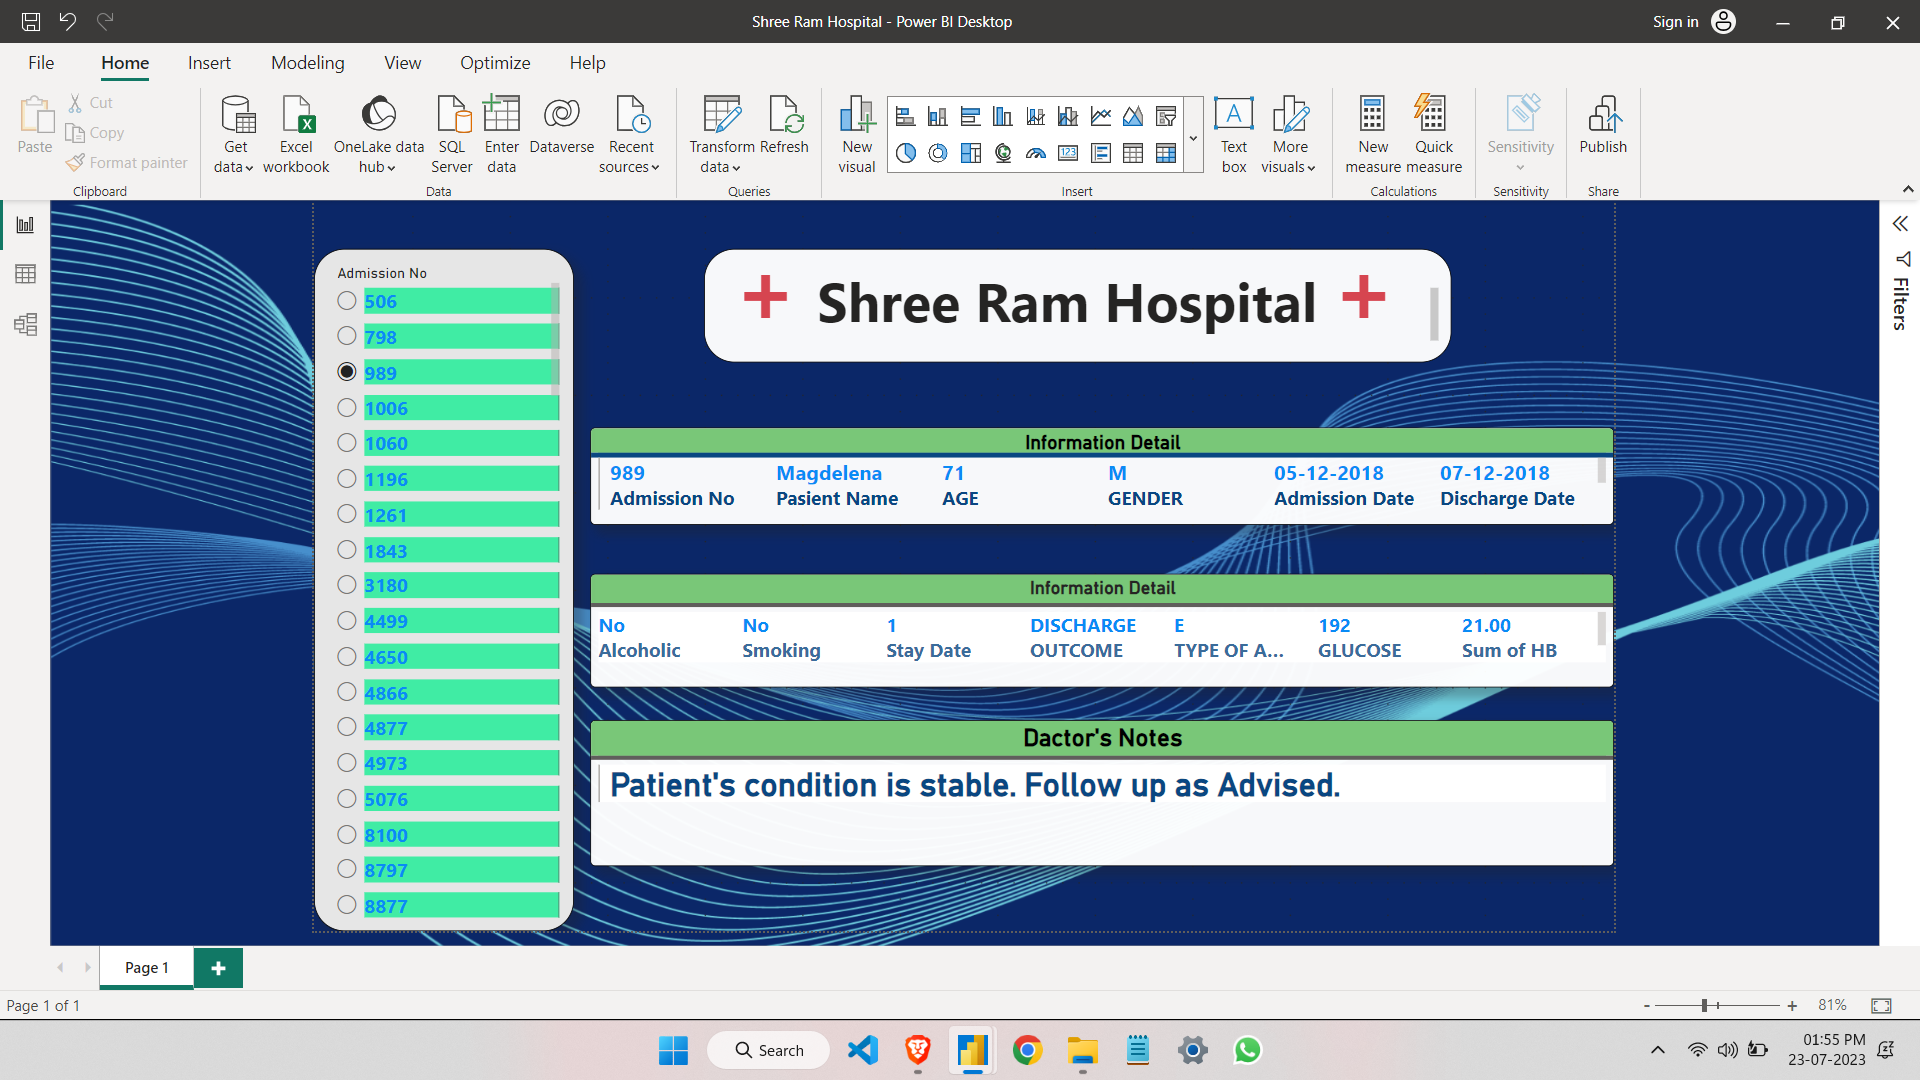 Shree Ram Hospital - Power BI Desktop
Sign in
File Home Insert Modeling View Optimize Help
Paste
Cut
Copy
Format painter
Clipboard
Get data
Excel workbook
OneLake data hub
SQL Server
Enter data
Dataverse
Recent sources
Data
Transform data
Refresh
Queries
New visual
Text box
More visuals
Insert
New measure
Quick measure
Calculations
Sensitivity
Sensitivity
Publish
Share
Filters
Admission No
506
798
989
1006
1060
1196
1261
1843
3180
4499
4650
4866
4877
4973
5076
8100
8797
8877
+ Shree Ram Hospital +
Information Detail
989 Magdelena 71 M 05-12-2018 07-12-2018
Admission No Pasient Name AGE GENDER Admission Date Discharge Date
Information Detail
No No 1 DISCHARGE E 192 21.00
Alcoholic Smoking Stay Date OUTCOME TYPE OF A... GLUCOSE Sum of HB
Dactor's Notes
Patient's condition is stable. Follow up as Advised.
Page 1
Page 1 of 1
- + 81%
Search
01:55 PM
23-07-2023